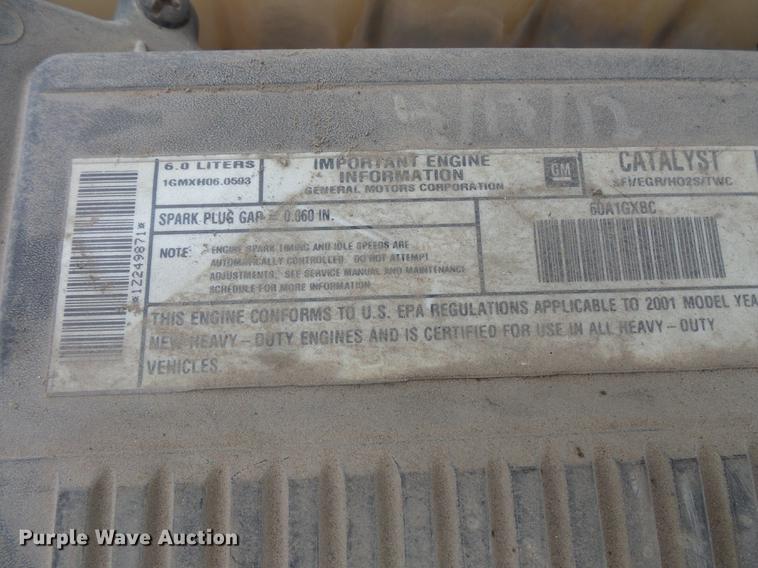 6.0 LITERS
1GMXH06.0593
IMPORTANT ENGINE
INFORMATION
GENERAL MOTORS CORPORATION
GM
CATALYST
SFI/EGR/HO2S/TWC
SPARK PLUG GAP = 0.060 IN.
60A1GXBC
*1Z249871*
NOTE: ENGINE SPARK TIMING AND IDLE SPEEDS ARE
AUTOMATICALLY CONTROLLED. DO NOT ATTEMPT
ADJUSTMENTS. SEE SERVICE MANUAL AND MAINTENANCE
SCHEDULE FOR MORE INFORMATION.
THIS ENGINE CONFORMS TO U.S. EPA REGULATIONS APPLICABLE TO 2001 MODEL YEA
NEW HEAVY-DUTY ENGINES AND IS CERTIFIED FOR USE IN ALL HEAVY-DUTY
VEHICLES.
Purple Wave Auction